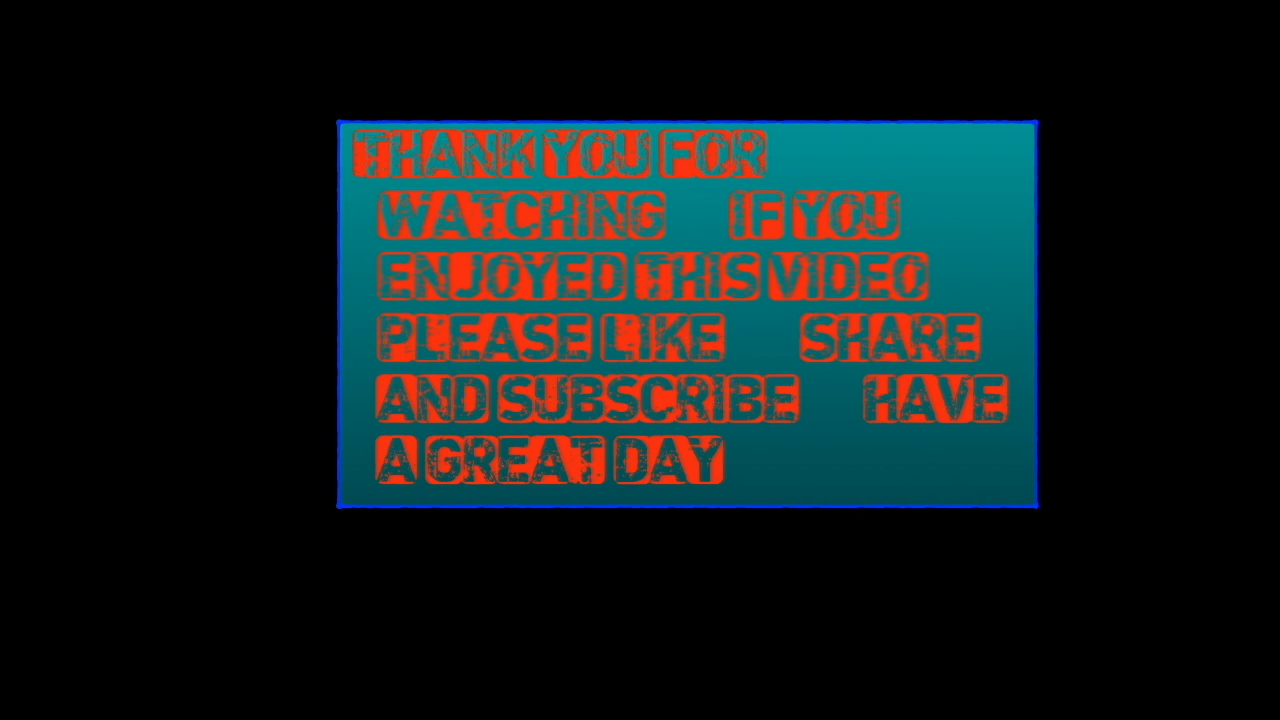 THANK YOU FOR
WATCHING IF YOU
ENJOYED THIS VIDEO
PLEASE LIKE SHARE
AND SUBSCRIBE HAVE
A GREAT DAY